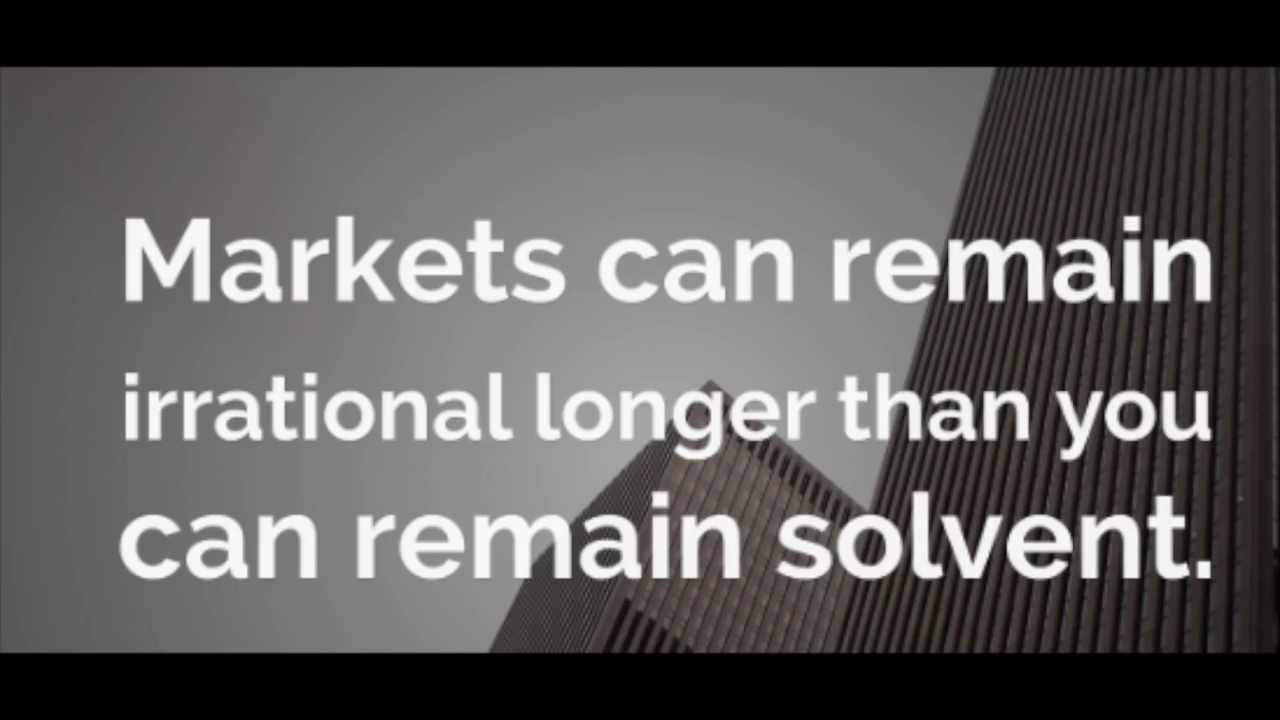 Markets can remain
irrational longer than you
can remain solvent.